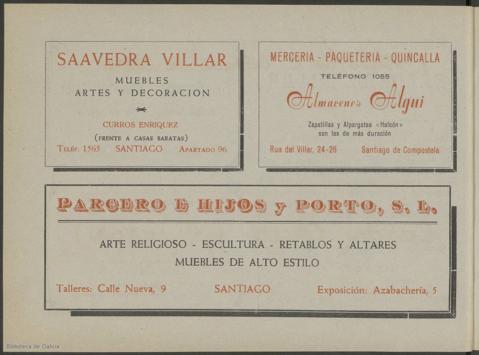 SAAVEDRA VILLAR
MUEBLES
ARTES Y DECORACION
CURROS ENRIQUEZ
(FRENTE A CASAS BARATAS)
Teléf. 1565 SANTIAGO Apartado 96
MERCERIA - PAQUETERIA - QUINCALLA
TELÉFONO 1055
Almacenes Algui
Zapatillas y Alpargatas «Halcón»
son las de más duración
Rua del Villar, 24-26 Santiago de Compostela
PARCERO E HIJOS y PORTO, S. L.
ARTE RELIGIOSO - ESCULTURA - RETABLOS Y ALTARES
MUEBLES DE ALTO ESTILO
Talleres: Calle Nueva, 9 SANTIAGO Exposición: Azabachería, 5
Biblioteca de Galicia